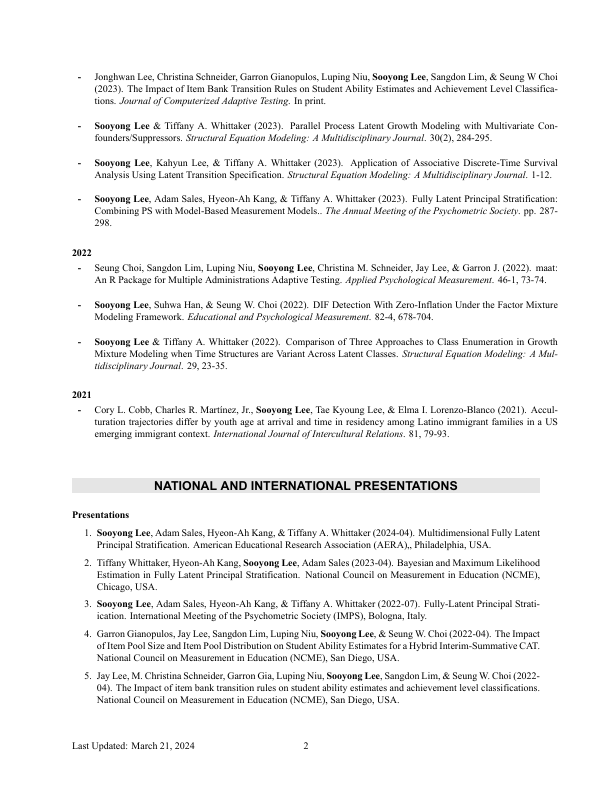 - Jonghwan Lee, Christina Schneider, Garron Gianopulos, Luping Niu, Sooyong Lee, Sangdon Lim, & Seung W Choi
(2023). The Impact of Item Bank Transition Rules on Student Ability Estimates and Achievement Level Classifica-
tions. Journal of Computerized Adaptive Testing. In print.
- Sooyong Lee & Tiffany A. Whittaker (2023). Parallel Process Latent Growth Modeling with Multivariate Con-
founders/Suppressors. Structural Equation Modeling: A Multidisciplinary Journal. 30(2), 284-295.
- Sooyong Lee, Kahyun Lee, & Tiffany A. Whittaker (2023). Application of Associative Discrete-Time Survival
Analysis Using Latent Transition Specification. Structural Equation Modeling: A Multidisciplinary Journal. 1-12.
- Sooyong Lee, Adam Sales, Hyeon-Ah Kang, & Tiffany A. Whittaker (2023). Fully Latent Principal Stratification:
Combining PS with Model-Based Measurement Models.. The Annual Meeting of the Psychometric Society. pp. 287-
298.
2022
- Seung Choi, Sangdon Lim, Luping Niu, Sooyong Lee, Christina M. Schneider, Jay Lee, & Garron J. (2022). maat:
An R Package for Multiple Administrations Adaptive Testing. Applied Psychological Measurement. 46-1, 73-74.
- Sooyong Lee, Suhwa Han, & Seung W. Choi (2022). DIF Detection With Zero-Inflation Under the Factor Mixture
Modeling Framework. Educational and Psychological Measurement. 82-4, 678-704.
- Sooyong Lee & Tiffany A. Whittaker (2022). Comparison of Three Approaches to Class Enumeration in Growth
Mixture Modeling when Time Structures are Variant Across Latent Classes. Structural Equation Modeling: A Mul-
tidisciplinary Journal. 29, 23-35.
2021
- Cory L. Cobb, Charles R. Martínez, Jr., Sooyong Lee, Tae Kyoung Lee, & Elma I. Lorenzo-Blanco (2021). Accul-
turation trajectories differ by youth age at arrival and time in residency among Latino immigrant families in a US
emerging immigrant context. International Journal of Intercultural Relations. 81, 79-93.
NATIONAL AND INTERNATIONAL PRESENTATIONS
Presentations
1. Sooyong Lee, Adam Sales, Hyeon-Ah Kang, & Tiffany A. Whittaker (2024-04). Multidimensional Fully Latent
Principal Stratification. American Educational Research Association (AERA),, Philadelphia, USA.
2. Tiffany Whittaker, Hyeon-Ah Kang, Sooyong Lee, Adam Sales (2023-04). Bayesian and Maximum Likelihood
Estimation in Fully Latent Principal Stratification. National Council on Measurement in Education (NCME),
Chicago, USA.
3. Sooyong Lee, Adam Sales, Hyeon-Ah Kang, & Tiffany A. Whittaker (2022-07). Fully-Latent Principal Strati-
ication. International Meeting of the Psychometric Society (IMPS), Bologna, Italy.
4. Garron Gianopulos, Jay Lee, Sangdon Lim, Luping Niu, Sooyong Lee, & Seung W. Choi (2022-04). The Impact
of Item Pool Size and Item Pool Distribution on Student Ability Estimates for a Hybrid Interim-Summative CAT.
National Council on Measurement in Education (NCME), San Diego, USA.
5. Jay Lee, M. Christina Schneider, Garron Gia, Luping Niu, Sooyong Lee, Sangdon Lim, & Seung W. Choi (2022-
04). The Impact of item bank transition rules on student ability estimates and achievement level classifications.
National Council on Measurement in Education (NCME), San Diego, USA.
Last Updated: March 21, 2024 2